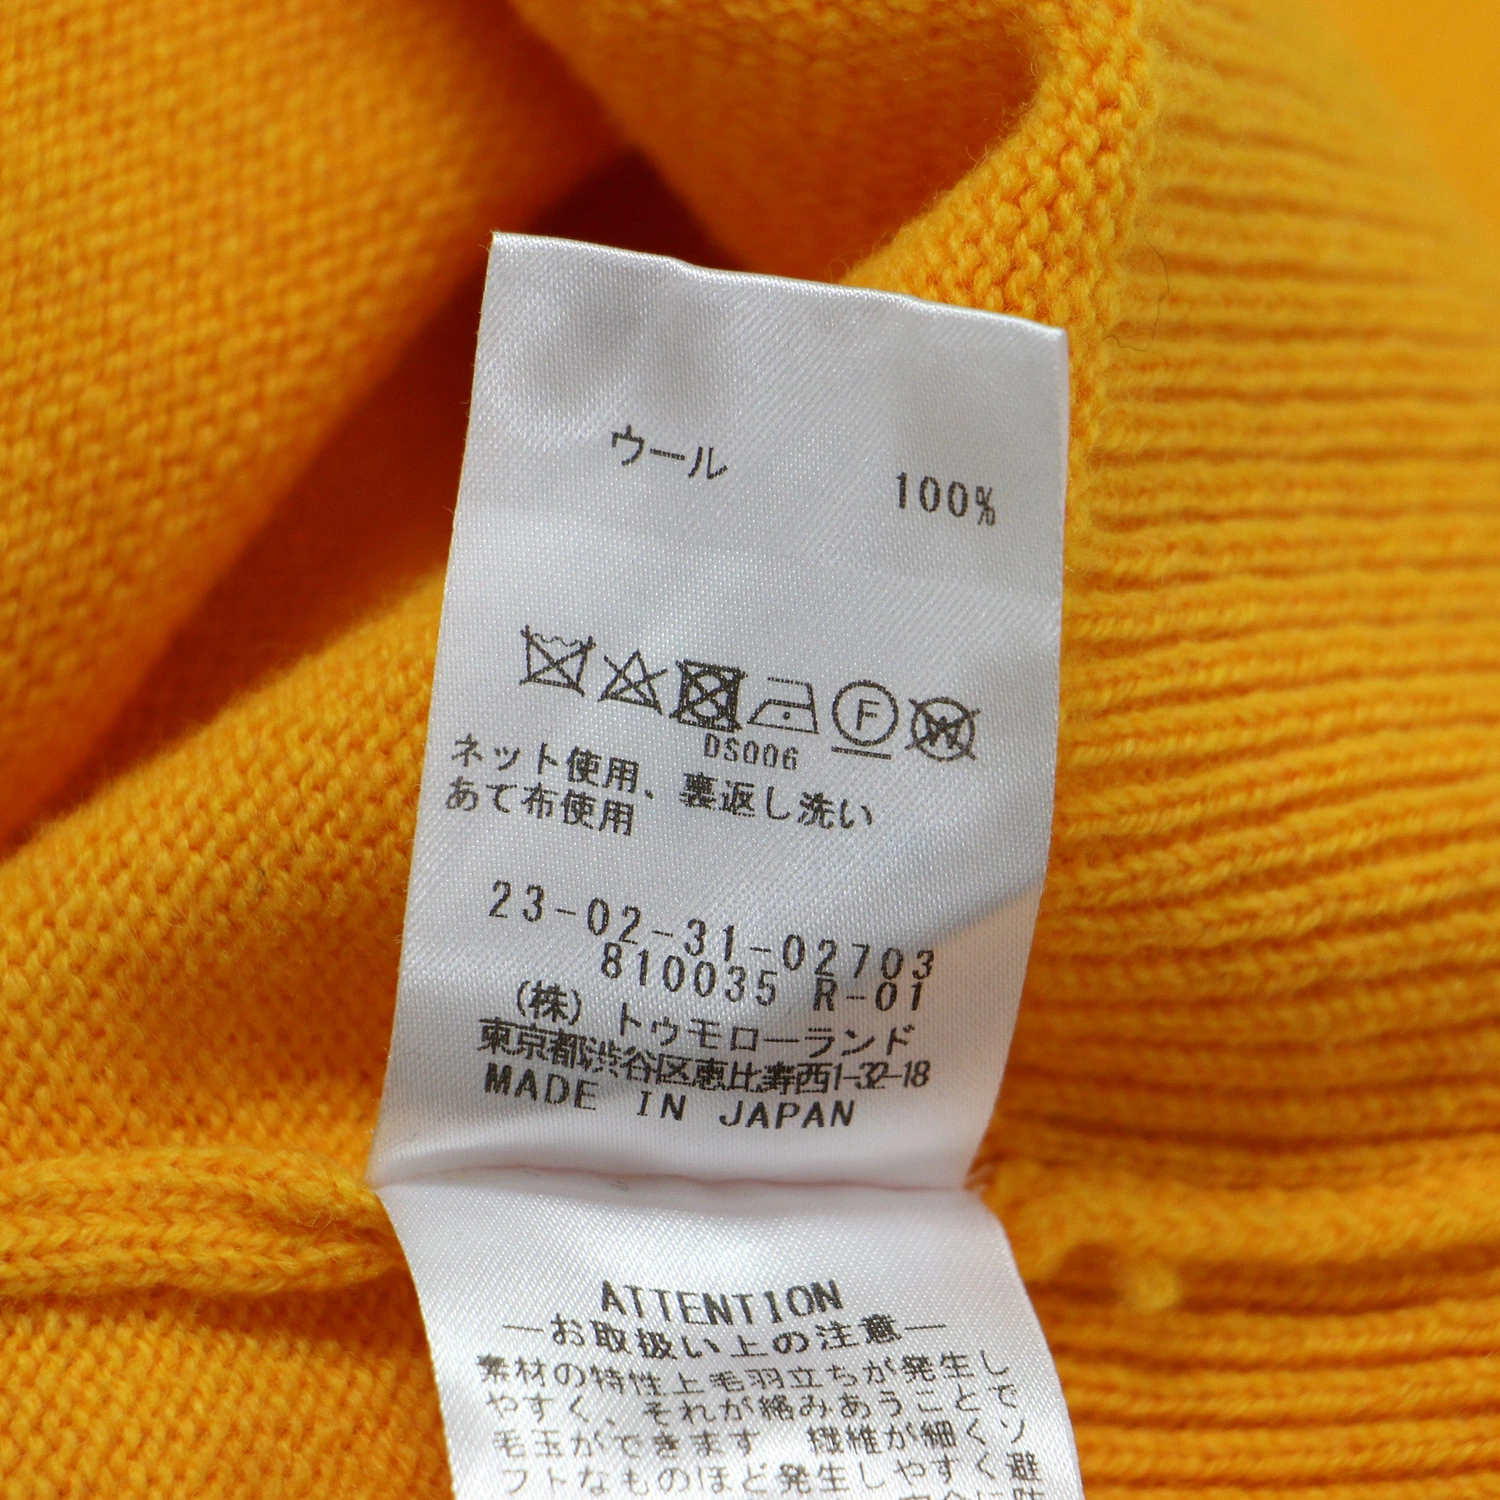 ウール 100%
F W
DS006
ネット使用、裏返し洗い
あて布使用
23-02-31-02703
810035 R-01
(株) トゥモローランド
東京都渋谷区恵比寿西1-32-18
MADE IN JAPAN
ATTENTION
―お取扱い上の注意―
素材の特性上毛羽立ちが発生し
やすく、それが絡みあうことで
毛玉ができます 繊維が細くソ
フトなものほど発生しやすく避